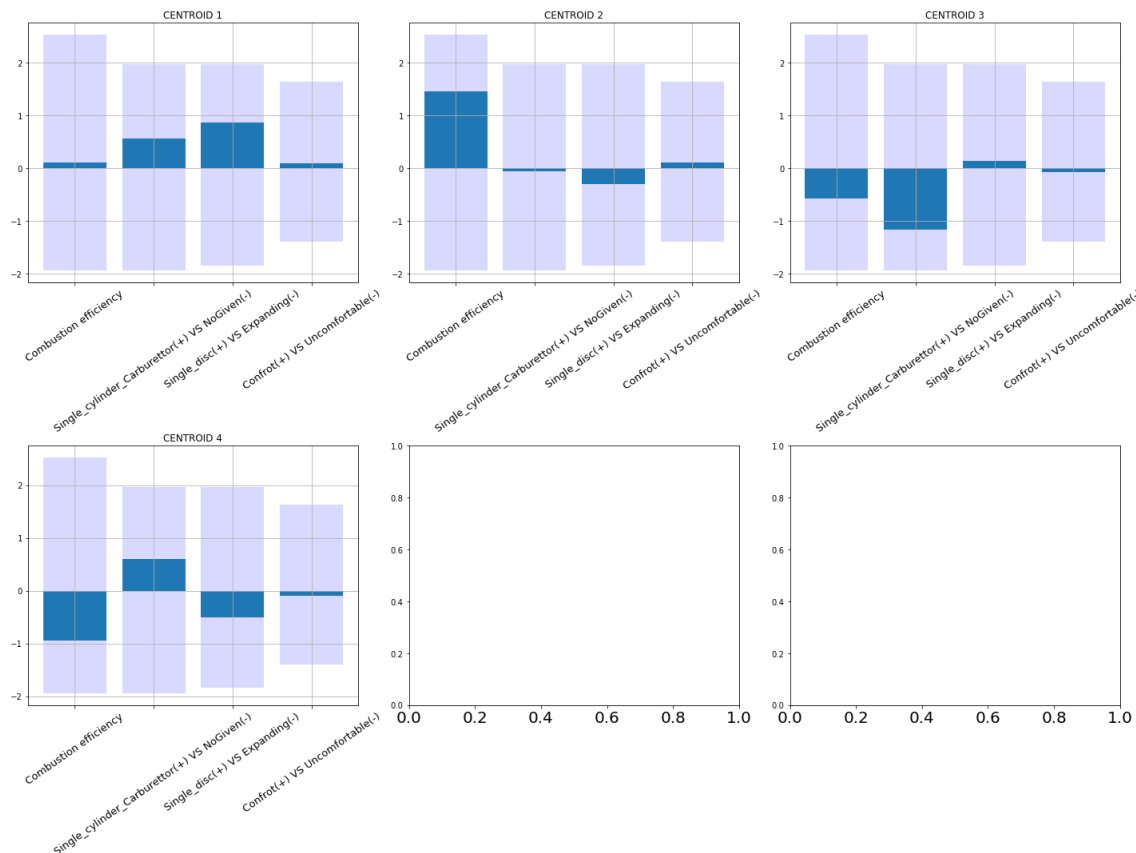 CENTROID 1
2
1
0
−1
−2
Combustion efficiency
Single_cylinder_Carburettor(+) VS NoGiven(-)
Single_disc(+) VS Expanding(-)
Confrot(+) VS Uncomfortable(-)
CENTROID 2
2
1
0
−1
−2
Combustion efficiency
Single_cylinder_Carburettor(+) VS NoGiven(-)
Single_disc(+) VS Expanding(-)
Confrot(+) VS Uncomfortable(-)
CENTROID 3
2
1
0
−1
−2
Combustion efficiency
Single_cylinder_Carburettor(+) VS NoGiven(-)
Single_disc(+) VS Expanding(-)
Confrot(+) VS Uncomfortable(-
CENTROID 4
2
1
0
−1
−2
Combustion efficiency
Single_cylinder_Carburettor(+) VS NoGiven(-)
Single_disc(+) VS Expanding(-)
Confrot(+) VS Uncomfortable(-)
1.0
0.8
0.6
0.4
0.2
0.0
0.0 0.2 0.4 0.6 0.8 1.0
1.0
0.8
0.6
0.4
0.2
0.0
0.0 0.2 0.4 0.6 0.8 1.0